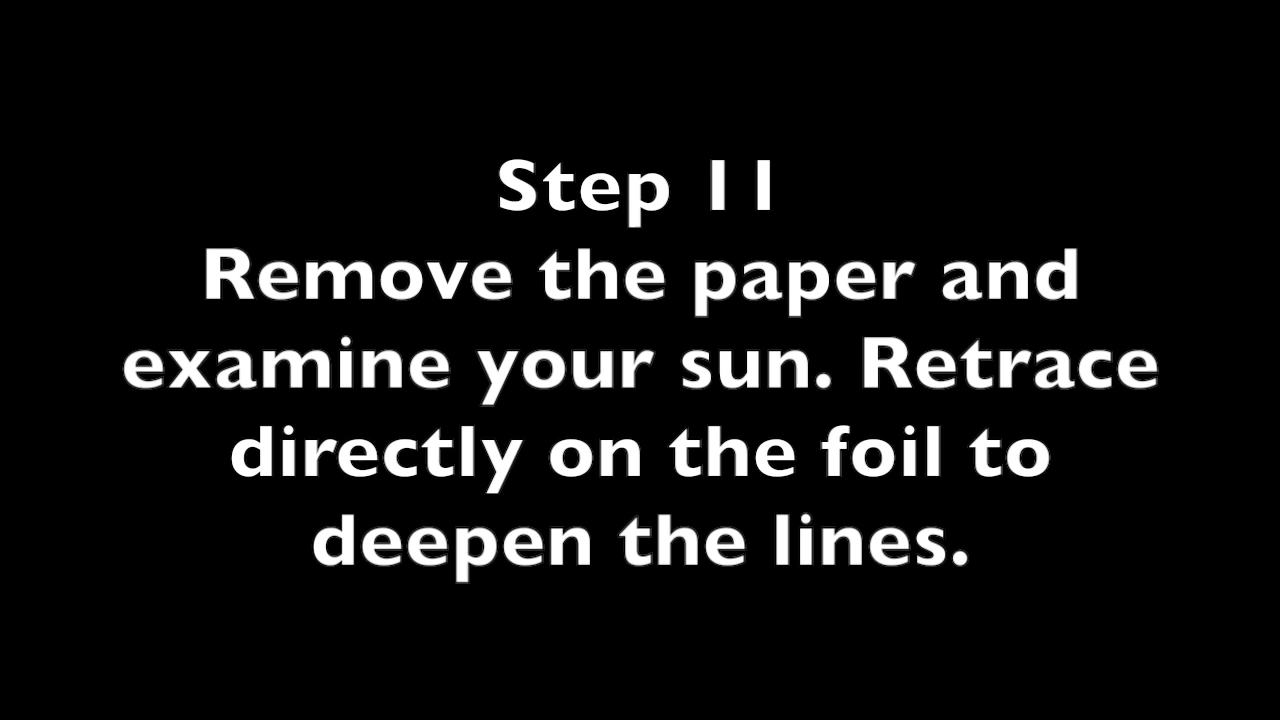 Step 11
Remove the paper and
examine your sun. Retrace
directly on the foil to
deepen the lines.